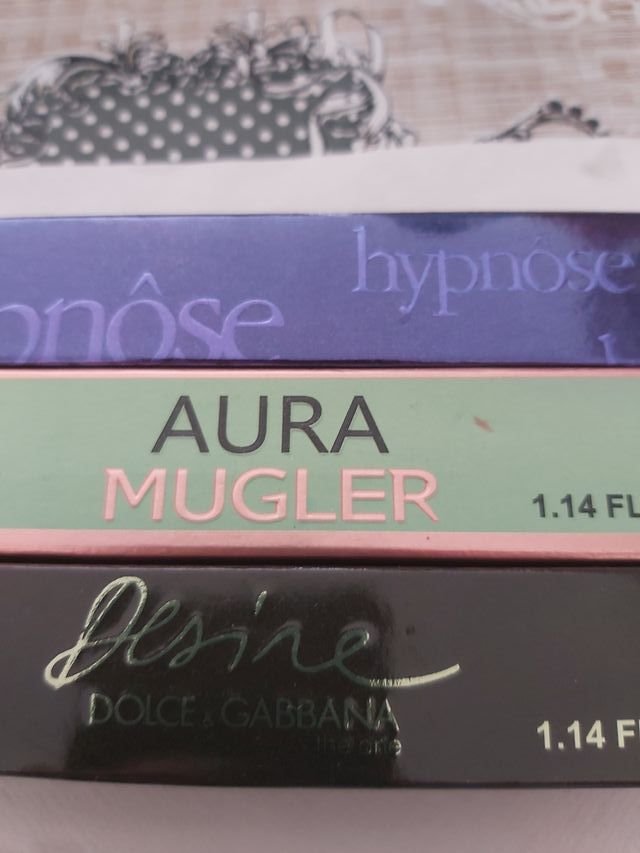 hypnôse
pnôse
AURA
MUGLER
1.14 FL
Desire
DOLCE & GABBANA
the one
1.14 Fl